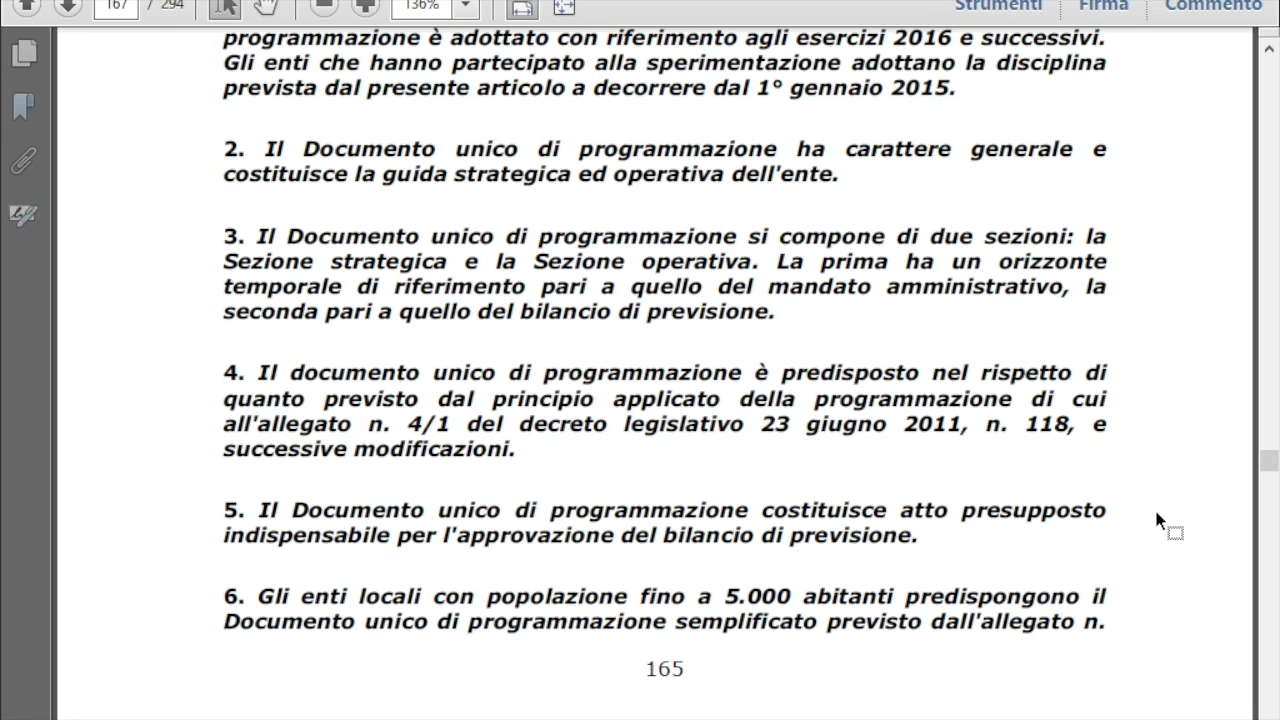 167 / 294
136%
Strumenti Firma Commento
programmazione è adottato con riferimento agli esercizi 2016 e successivi.
Gli enti che hanno partecipato alla sperimentazione adottano la disciplina
prevista dal presente articolo a decorrere dal 1° gennaio 2015.
2. Il Documento unico di programmazione ha carattere generale e
costituisce la guida strategica ed operativa dell'ente.
3. Il Documento unico di programmazione si compone di due sezioni: la
Sezione strategica e la Sezione operativa. La prima ha un orizzonte
temporale di riferimento pari a quello del mandato amministrativo, la
seconda pari a quello del bilancio di previsione.
4. Il documento unico di programmazione è predisposto nel rispetto di
quanto previsto dal principio applicato della programmazione di cui
all'allegato n. 4/1 del decreto legislativo 23 giugno 2011, n. 118, e
successive modificazioni.
5. Il Documento unico di programmazione costituisce atto presupposto
indispensabile per l'approvazione del bilancio di previsione.
6. Gli enti locali con popolazione fino a 5.000 abitanti predispongono il
Documento unico di programmazione semplificato previsto dall'allegato n.
165